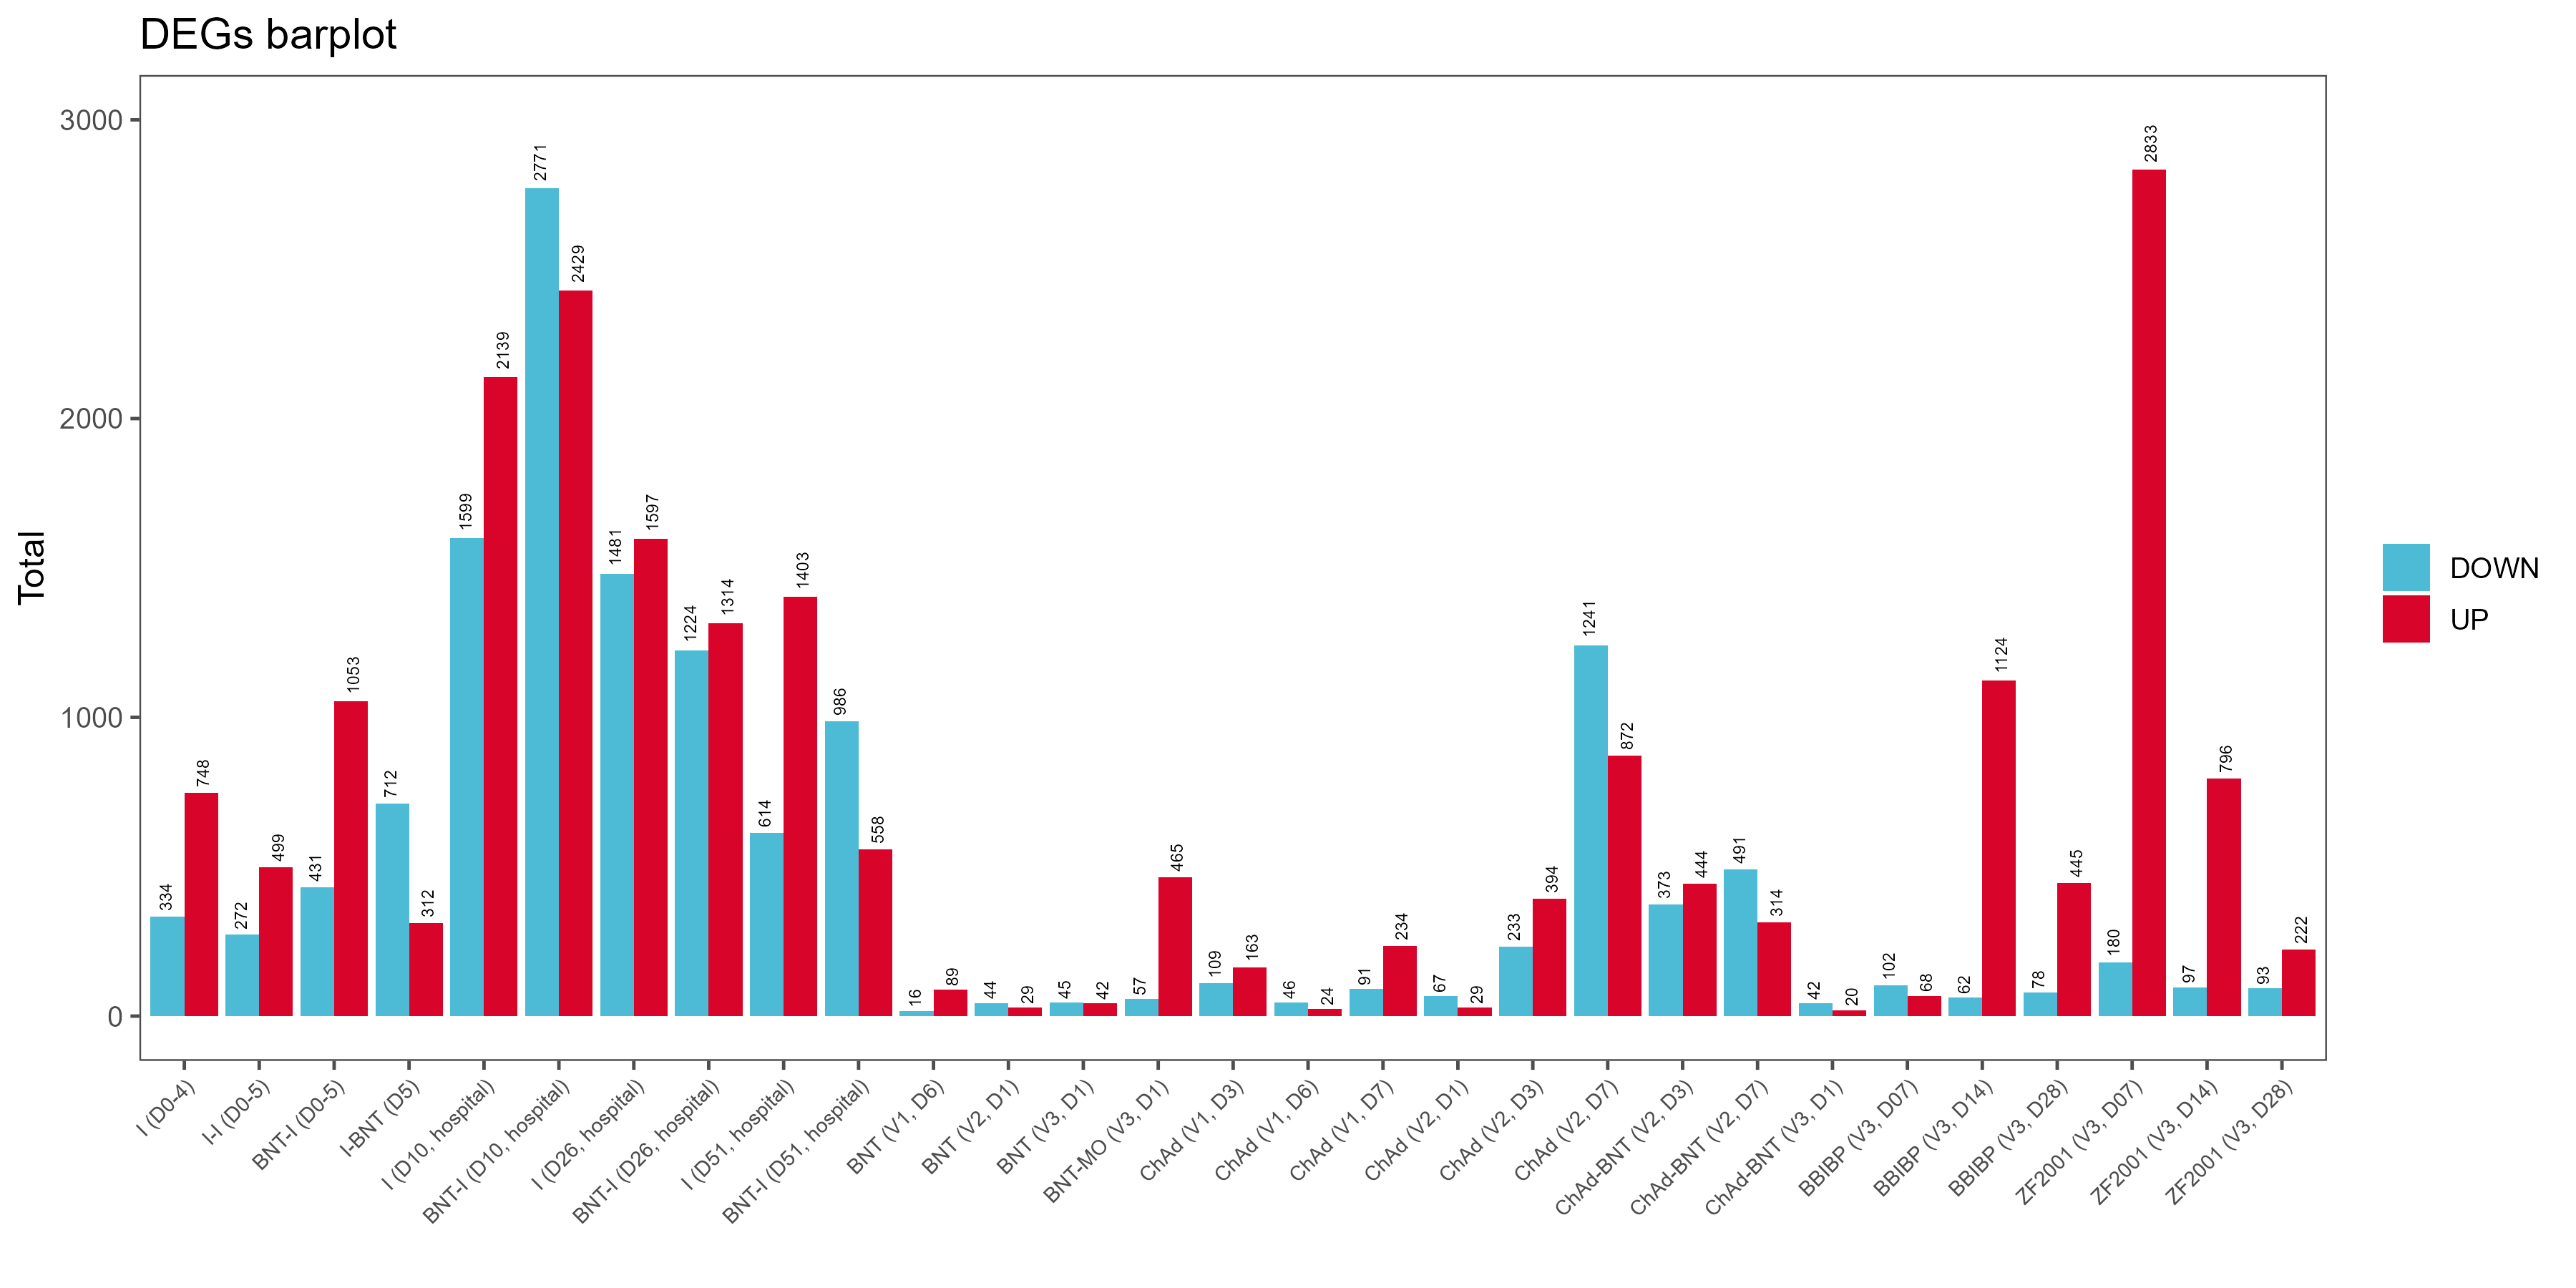 DEGs barplot
Total
3000
2000
1000
0
334
748
272
499
431
1053
712
312
1599
2139
2771
2429
1481
1597
1224
1314
614
1403
986
558
16
89
44
29
45
42
57
465
109
163
46
24
91
234
67
29
233
394
1241
872
373
444
491
314
42
20
102
68
62
1124
78
445
180
2833
97
796
93
222
I (D0-4)
I-I (D0-5)
BNT-I (D0-5)
I-BNT (D5)
I (D10, hospital)
BNT-I (D10, hospital)
I (D26, hospital)
BNT-I (D26, hospital)
I (D51, hospital)
BNT-I (D51, hospital)
BNT (V1, D6)
BNT (V2, D1)
BNT (V3, D1)
BNT-MO (V3, D1)
ChAd (V1, D3)
ChAd (V1, D6)
ChAd (V1, D7)
ChAd (V2, D1)
ChAd (V2, D3)
ChAd (V2, D7)
ChAd-BNT (V2, D3)
ChAd-BNT (V2, D7)
ChAd-BNT (V3, D1)
BBIBP (V3, D07)
BBIBP (V3, D14)
BBIBP (V3, D28)
ZF2001 (V3, D07)
ZF2001 (V3, D14)
ZF2001 (V3, D28)
DOWN
UP